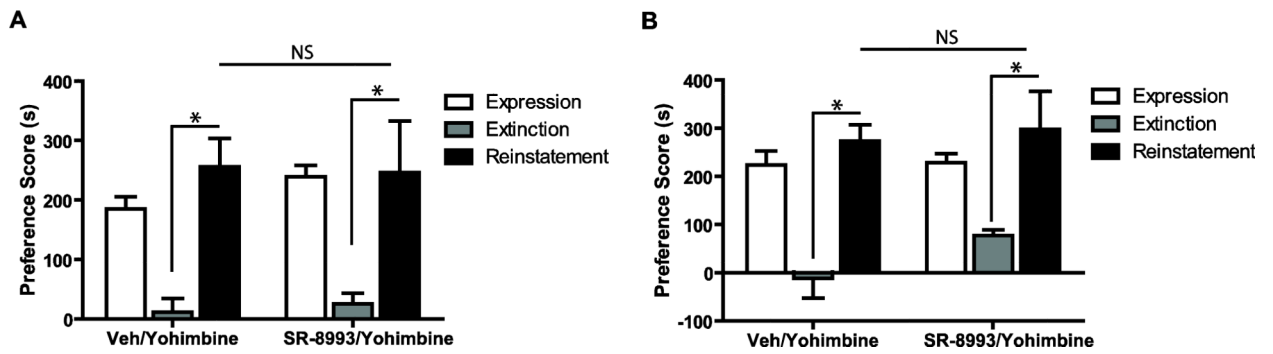 A
NS
*
*
400
300
200
100
0
Preference Score (s)
Veh/Yohimbine
SR-8993/Yohimbine
Expression
Extinction
Reinstatement
B
NS
*
*
400
300
200
100
0
-100
Preference Score (s)
Veh/Yohimbine
SR-8993/Yohimbine
Expression
Extinction
Reinstatement